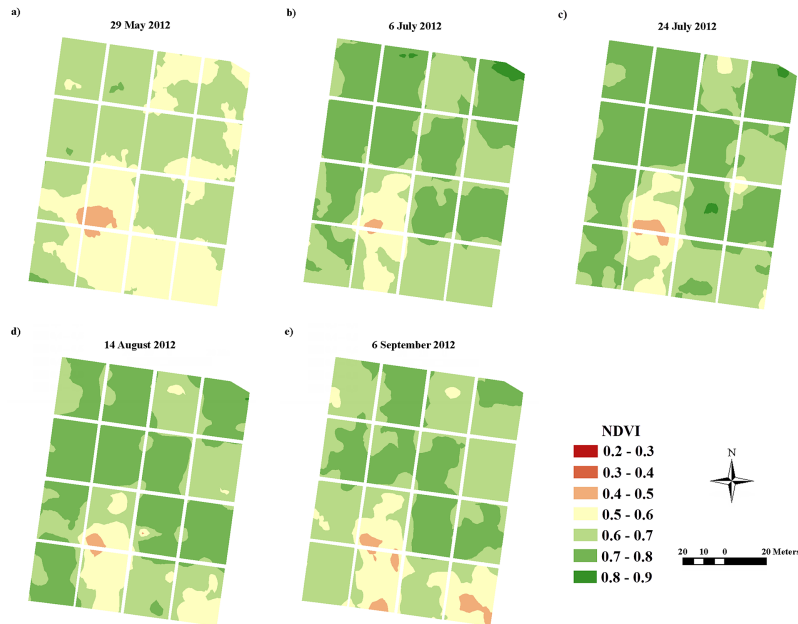 a)
29 May 2012
b)
6 July 2012
c)
24 July 2012
d)
14 August 2012
e)
6 September 2012
NDVI
0.2 - 0.3
0.3 - 0.4
0.4 - 0.5
0.5 - 0.6
0.6 - 0.7
0.7 - 0.8
0.8 - 0.9
N
20 10 0 20 Meters